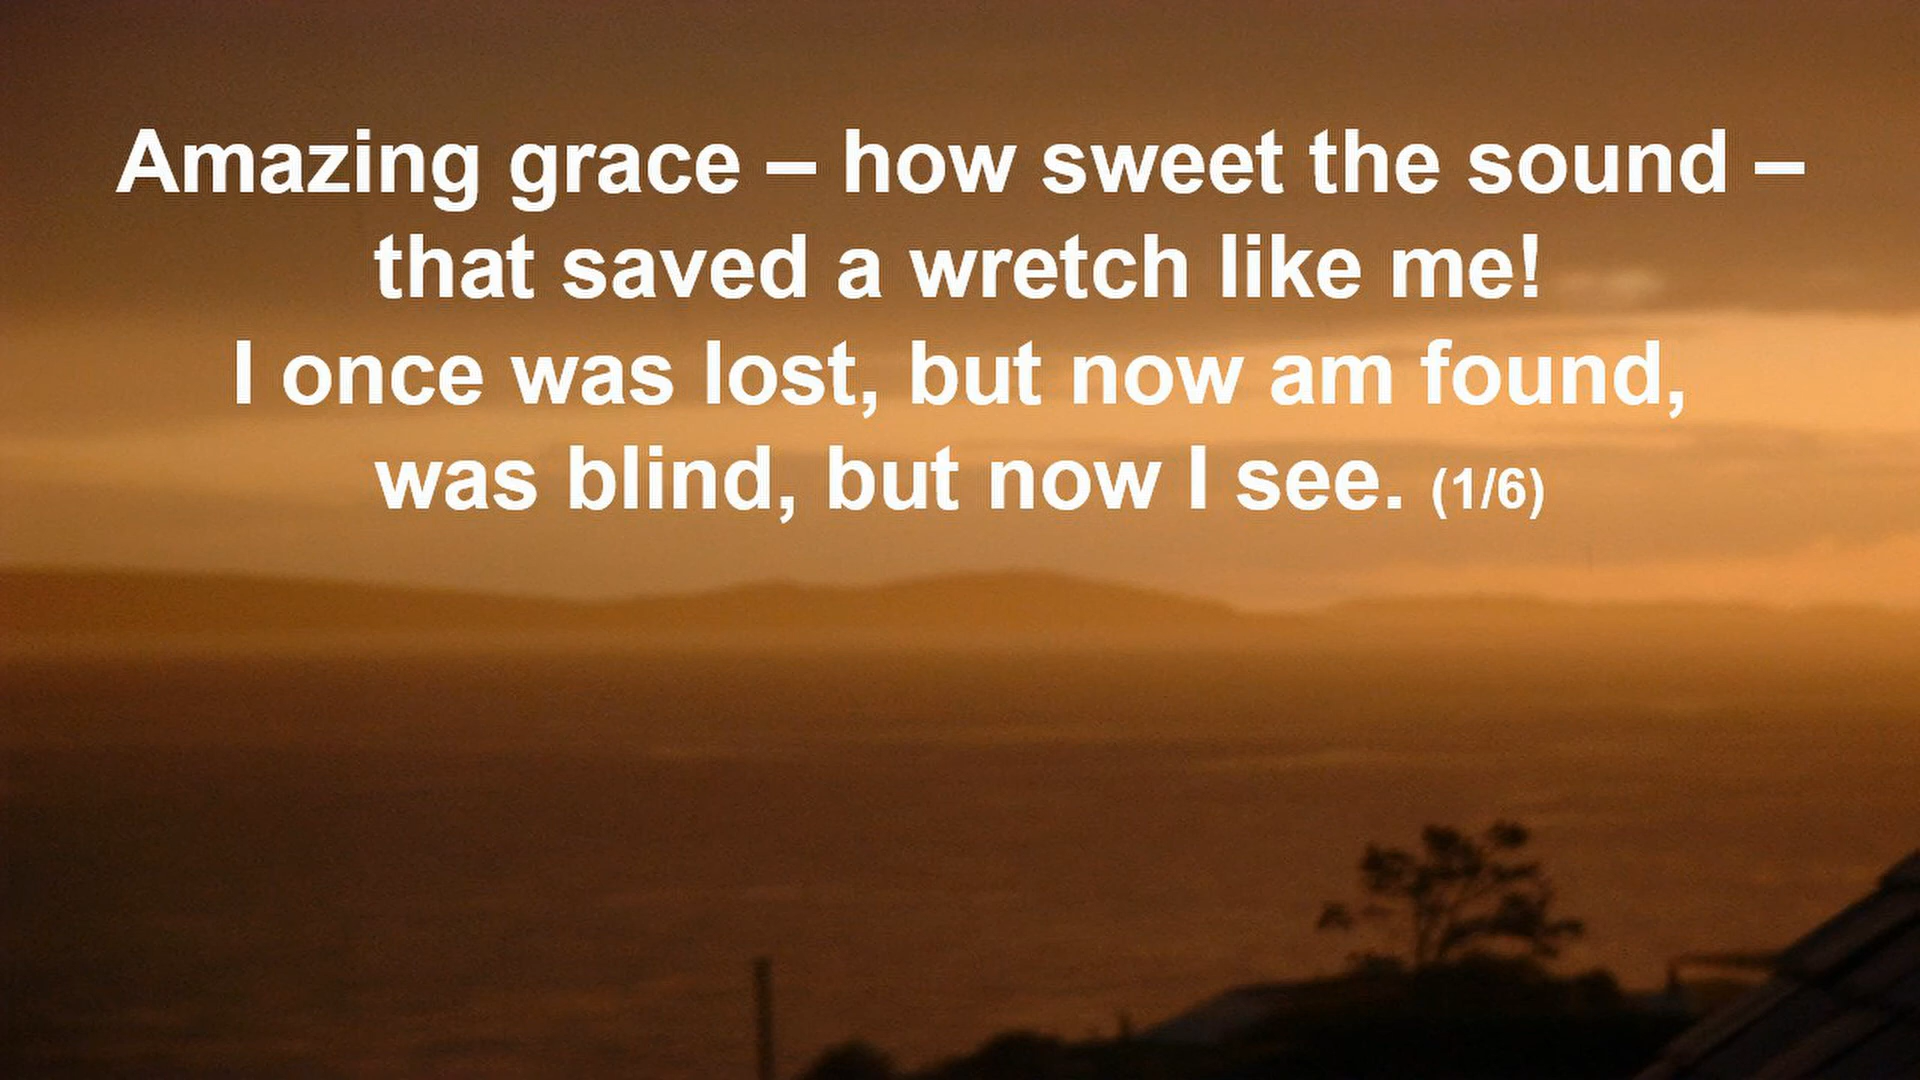 Amazing grace – how sweet the sound –
that saved a wretch like me!
I once was lost, but now am found,
was blind, but now I see. (1/6)